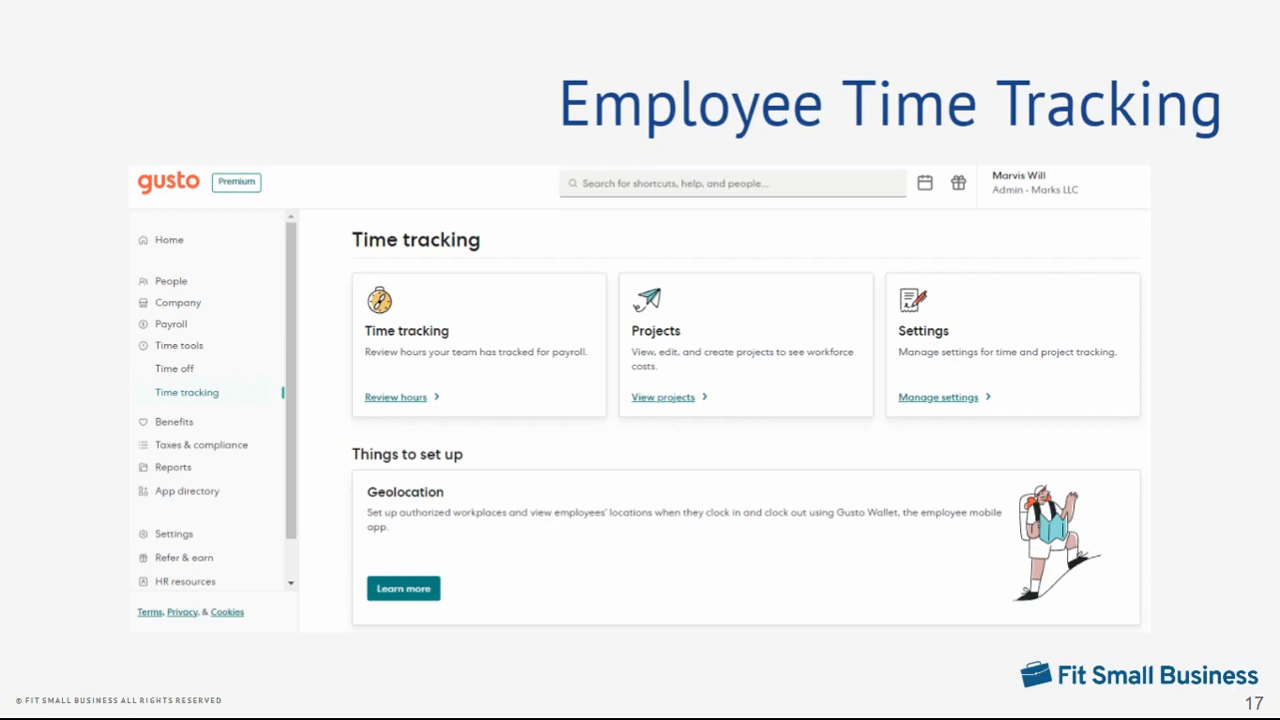 Employee Time Tracking
gusto
Premium
Search for shortcuts, help, and people...
Marvis Will
Admin - Marks LLC
Home
People
Company
Payroll
Time tools
Time off
Time tracking
Benefits
Taxes & compliance
Reports
App directory
Settings
Refer & earn
HR resources
Terms, Privacy, & Cookies
Time tracking
Time tracking
Review hours your team has tracked for payroll.
Review hours
Projects
View, edit, and create projects to see workforce
costs.
View projects
Settings
Manage settings for time and project tracking.
Manage settings
Things to set up
Geolocation
Set up authorized workplaces and view employees' locations when they clock in and clock out using Gusto Wallet, the employee mobile
app.
Learn more
Fit Small Business
© FIT SMALL BUSINESS ALL RIGHTS RESERVED
17